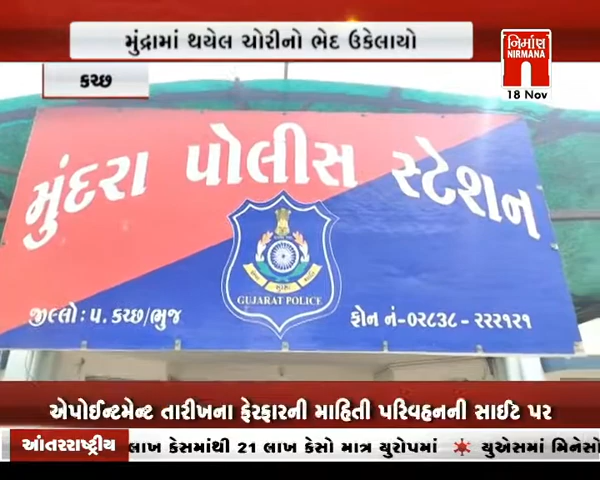 મુંદ્રામાં થયેલ ચોરીનો ભેદ ઉકેલાયો
નિર્માણ
NIRMANA
18 Nov
કચ્છ
મુંદરા પોલીસ સ્ટેશન
GUJARAT POLICE
જીલ્લો : પ. કચ્છ/ભુજ
ફોન નં-૦૨૮૩૮ - ૨૨૨૧૨૧
એપોઈન્ટમેન્ટ તારીખના ફેરફારની માહિતી પરિવહનની સાઈટ પર
આંતરરાષ્ટ્રીય
લાખ કેસમાંથી 21 લાખ કેસો માત્ર યુરોપમાં
યુએસમાં મિનેસો